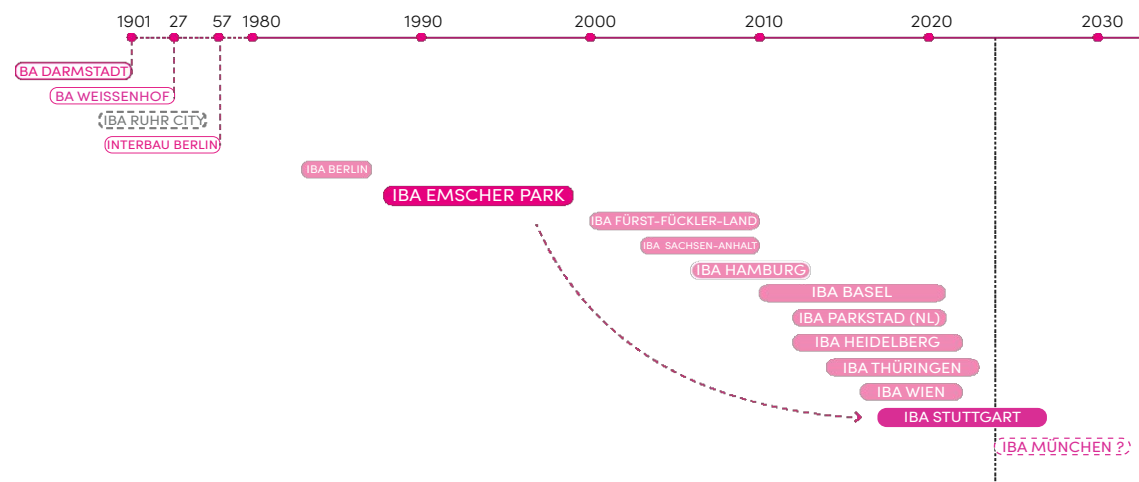 1901 27 57 1980 1990 2000 2010 2020 2030
IBA DARMSTADT
BA WEISSENHOF
IBA RUHR CITY
INTERBAU BERLIN
IBA BERLIN
IBA EMSCHER PARK
IBA FÜRST-FÜCKLER-LAND
IBA SACHSEN-ANHALT
IBA HAMBURG
IBA BASEL
IBA PARKSTAD (NL)
IBA HEIDELBERG
IBA THÜRINGEN
IBA WIEN
IBA STUTTGART
IBA MÜNCHEN ?